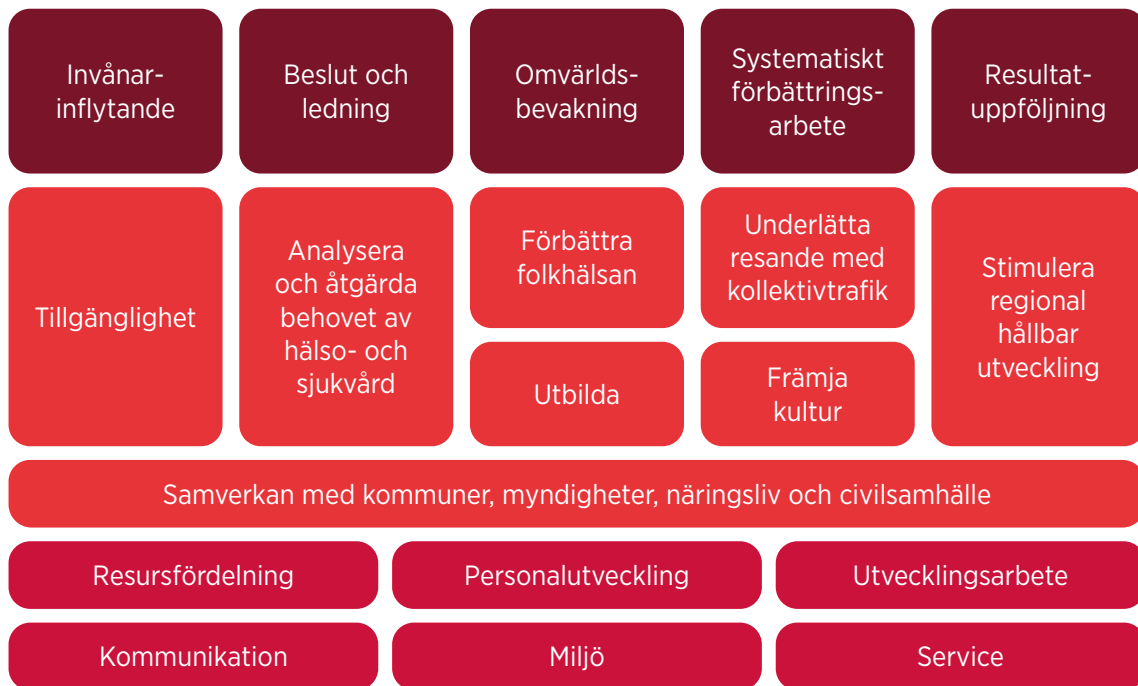 Invånar-
inflytande
Beslut och
ledning
Omvärlds-
bevakning
Systematiskt
förbättrings-
arbete
Resultat-
uppföljning
Tillgänglighet
Analysera
och åtgärda
behovet av
hälso- och
sjukvård
Förbättra
folkhälsan
Underlätta
resande med
kollektivtrafik
Stimulera
regional
hållbar
utveckling
Utbilda
Främja
kultur
Samverkan med kommuner, myndigheter, näringsliv och civilsamhälle
Resursfördelning
Personalutveckling
Utvecklingsarbete
Kommunikation
Miljö
Service